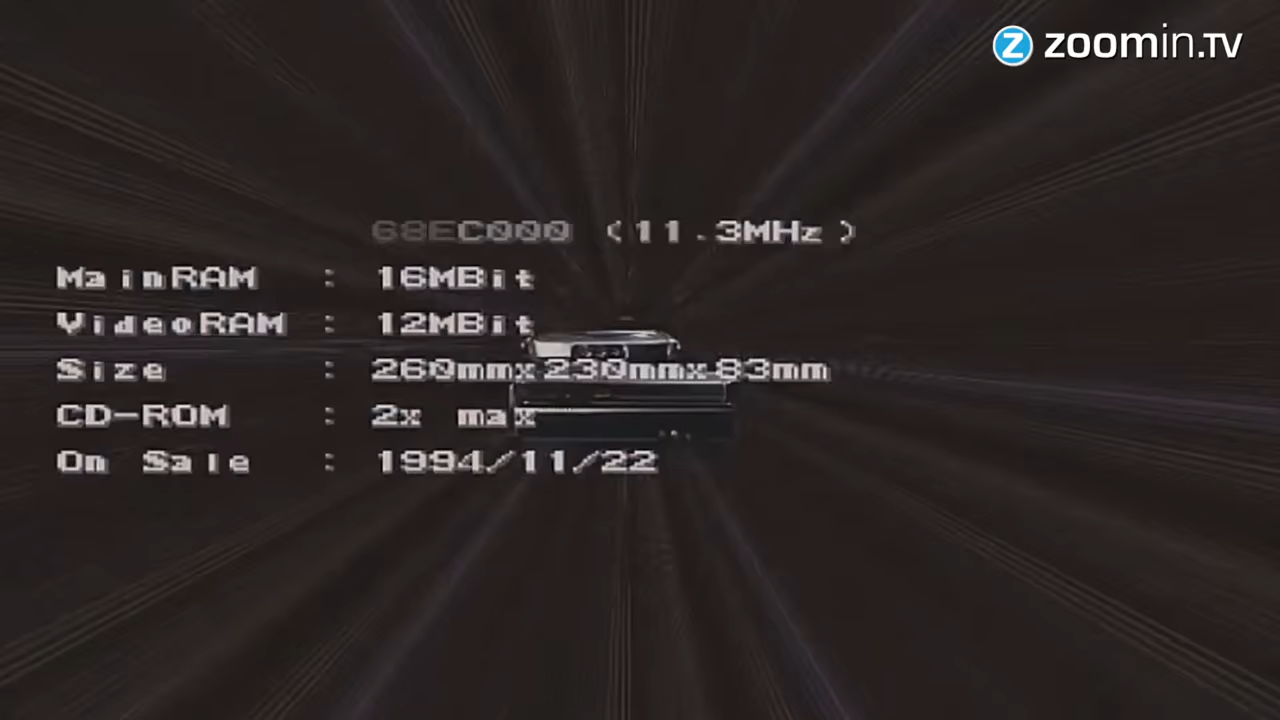 Z zoomin.tv
68EC000 (11.3MHz)
MainRAM : 16MBit
VideoRAM : 12MBit
Size : 260mmx230mmx83mm
CD-ROM : 2x max
On Sale : 1994/11/22